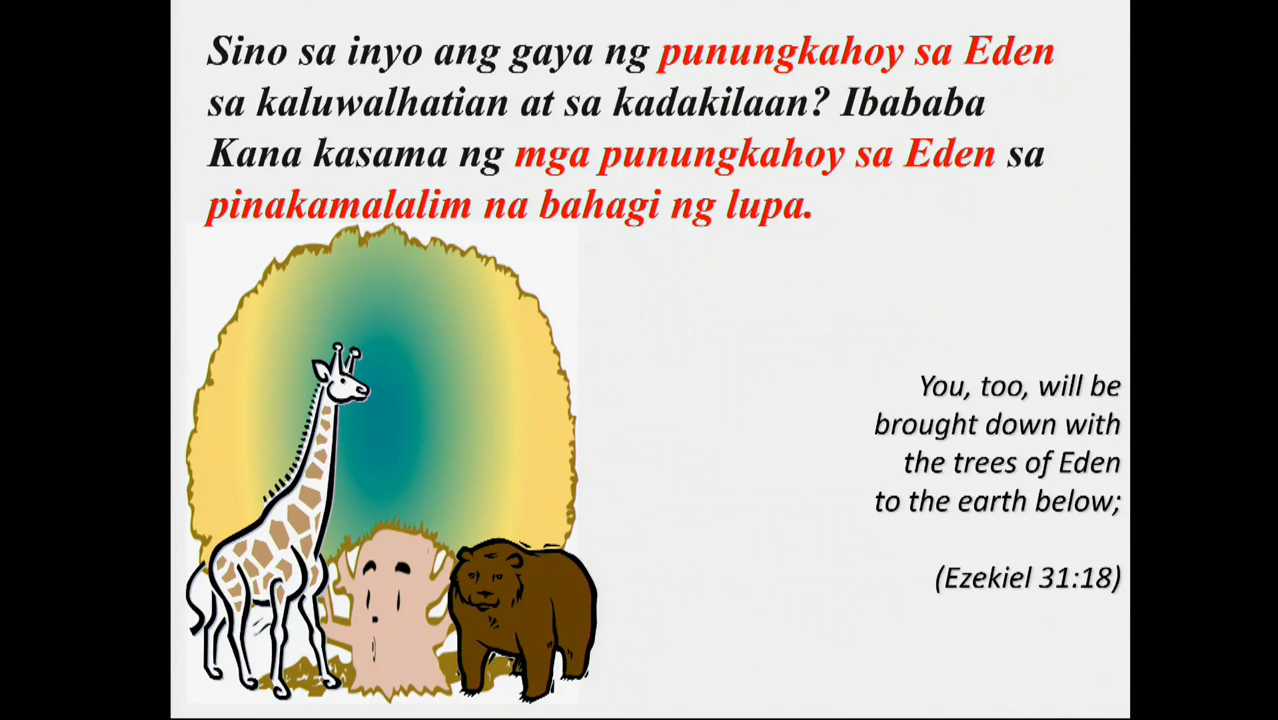 Sino sa inyo ang gaya ng punungkahoy sa Eden
sa kaluwalhatian at sa kadakilaan? Ibababa
Kana kasama ng mga punungkahoy sa Eden sa
pinakamalalim na bahagi ng lupa.
You, too, will be
brought down with
the trees of Eden
to the earth below;
(Ezekiel 31:18)